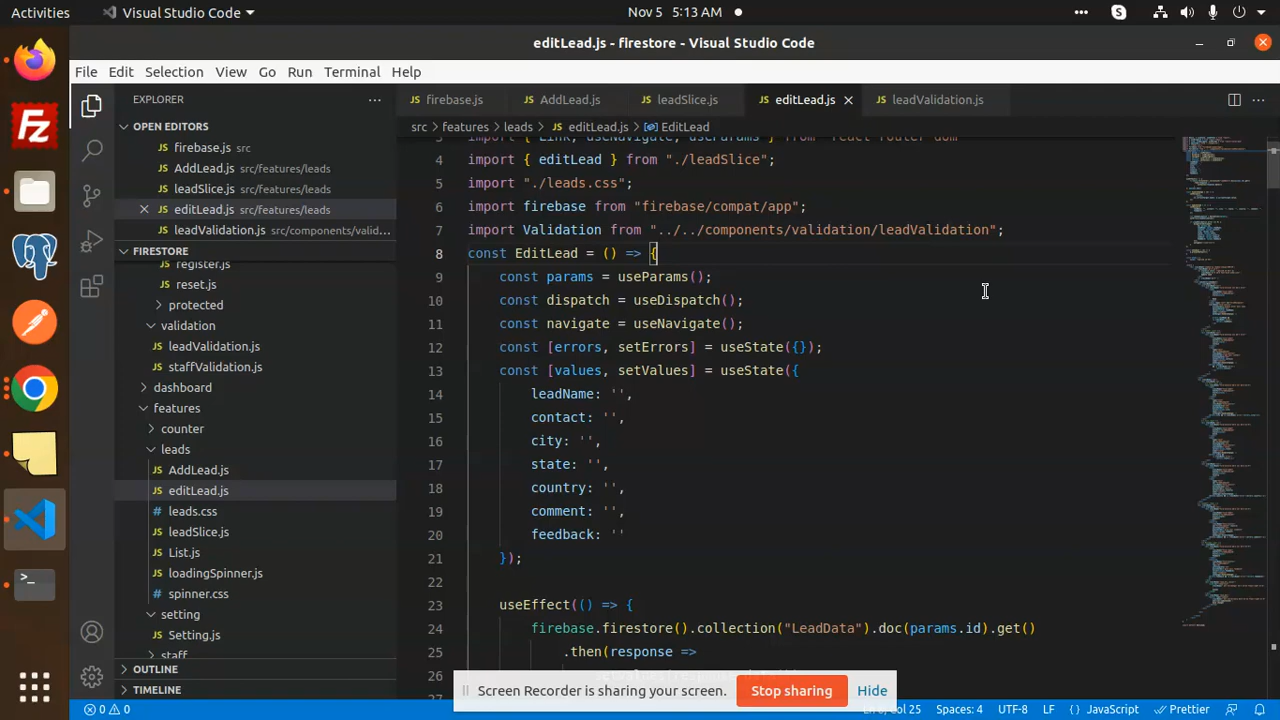 Activities
Visual Studio Code
Nov 5 5:13 AM
editLead.js - firestore - Visual Studio Code
File Edit Selection View Go Run Terminal Help
EXPLORER
OPEN EDITORS
JS firebase.js src
JS AddLead.js src/features/leads
JS leadSlice.js src/features/leads
JS editLead.js src/features/leads
JS leadValidation.js src/components/valid...
FIRESTORE
register.js
JS reset.js
protected
validation
JS leadValidation.js
JS staffValidation.js
dashboard
features
counter
leads
JS AddLead.js
JS editLead.js
# leads.css
JS leadSlice.js
JS List.js
JS loadingSpinner.js
# spinner.css
setting
JS Setting.js
staff
OUTLINE
TIMELINE
JS firebase.js
JS AddLead.js
JS leadSlice.js
JS editLead.js
JS leadValidation.js
src > features > leads > JS editLead.js > EditLead
3 import { Link, useNavigate, useParams } from "react-router-dom"
4 import { editLead } from "./leadSlice";
5 import "./leads.css";
6 import firebase from "firebase/compat/app";
7 import Validation from "../../components/validation/leadValidation";
8 const EditLead = () => {
9 const params = useParams();
10 const dispatch = useDispatch();
11 const navigate = useNavigate();
12 const [errors, setErrors] = useState({});
13 const [values, setValues] = useState({
14 leadName: '',
15 contact: '',
16 city: '',
17 state: '',
18 country: '',
19 comment: '',
20 feedback: ''
21 });
22
23 useEffect(() => {
24 firebase.firestore().collection("LeadData").doc(params.id).get()
25 .then(response =>
26
Screen Recorder is sharing your screen.
Stop sharing
Hide
0 0
Spaces: 4
UTF-8
LF
{} JavaScript
Prettier